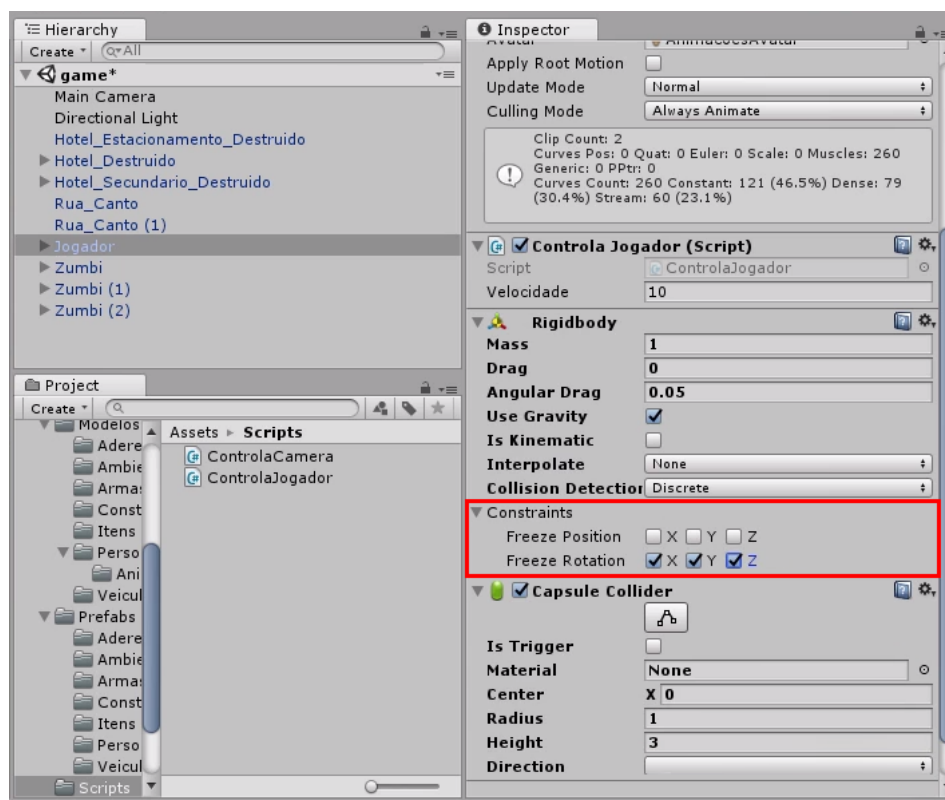 Hierarchy
Create All
game*
Main Camera
Directional Light
Hotel_Estacionamento_Destruido
Hotel_Destruido
Hotel_Secundario_Destruido
Rua_Canto
Rua_Canto (1)
Jogador
Zumbi
Zumbi (1)
Zumbi (2)
Project
Create
Modelos
Adere
Ambie
Armas
Const
Itens
Perso
Ani
Veicul
Prefabs
Adere
Ambie
Armas
Const
Itens
Perso
Veicul
Scripts
Assets Scripts
ControlaCamera
ControlaJogador
Inspector
Avatar AnimacoesAvatar
Apply Root Motion
Update Mode Normal
Culling Mode Always Animate
Clip Count: 2
Curves Pos: 0 Quat: 0 Euler: 0 Scale: 0 Muscles: 260
Generic: 0 PPtr: 0
Curves Count: 260 Constant: 121 (46.5%) Dense: 79
(30.4%) Stream: 60 (23.1%)
Controla Jogador (Script)
Script ControlaJogador
Velocidade 10
Rigidbody
Mass 1
Drag 0
Angular Drag 0.05
Use Gravity
Is Kinematic
Interpolate None
Collision Detection Discrete
Constraints
Freeze Position X Y Z
Freeze Rotation X Y Z
Capsule Collider
Is Trigger
Material None
Center X 0
Radius 1
Height 3
Direction